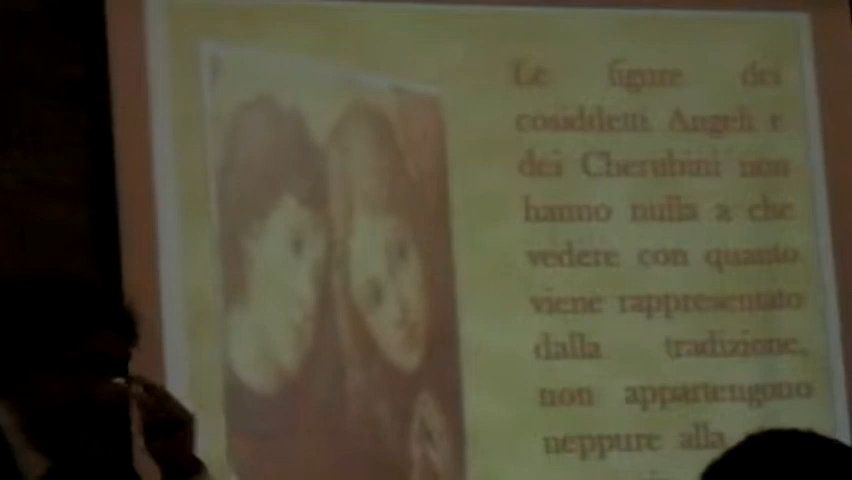 Le figure dei
cosiddetti Angeli e
dei Cherubini non
hanno nulla a che
vedere con quanto
viene rappresentato
dalla tradizione,
non appartengono
neppure alla